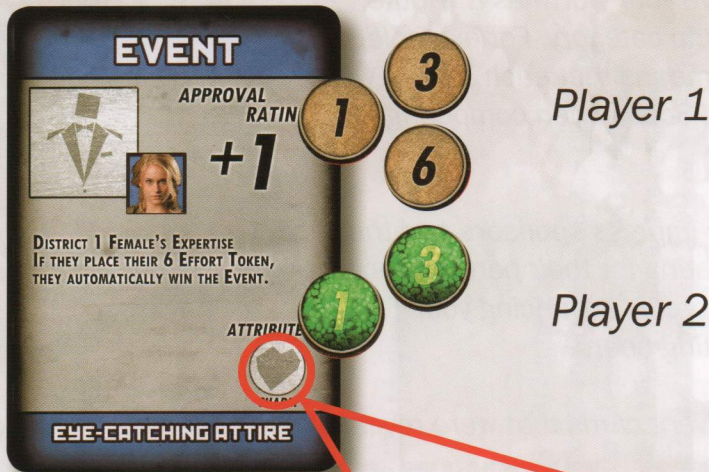 EVENT
APPROVAL
1
3
Player 1
+1
6
DISTRICT 1 FEMALE'S EXPERTISE
IF THEY PLACE THEIR 6 EFFORT TOKEN,
THEY AUTOMATICALLY WIN THE EVENT.
3
1
Player 2
ATTRIBUTE
EYE-CATCHING ATTIRE